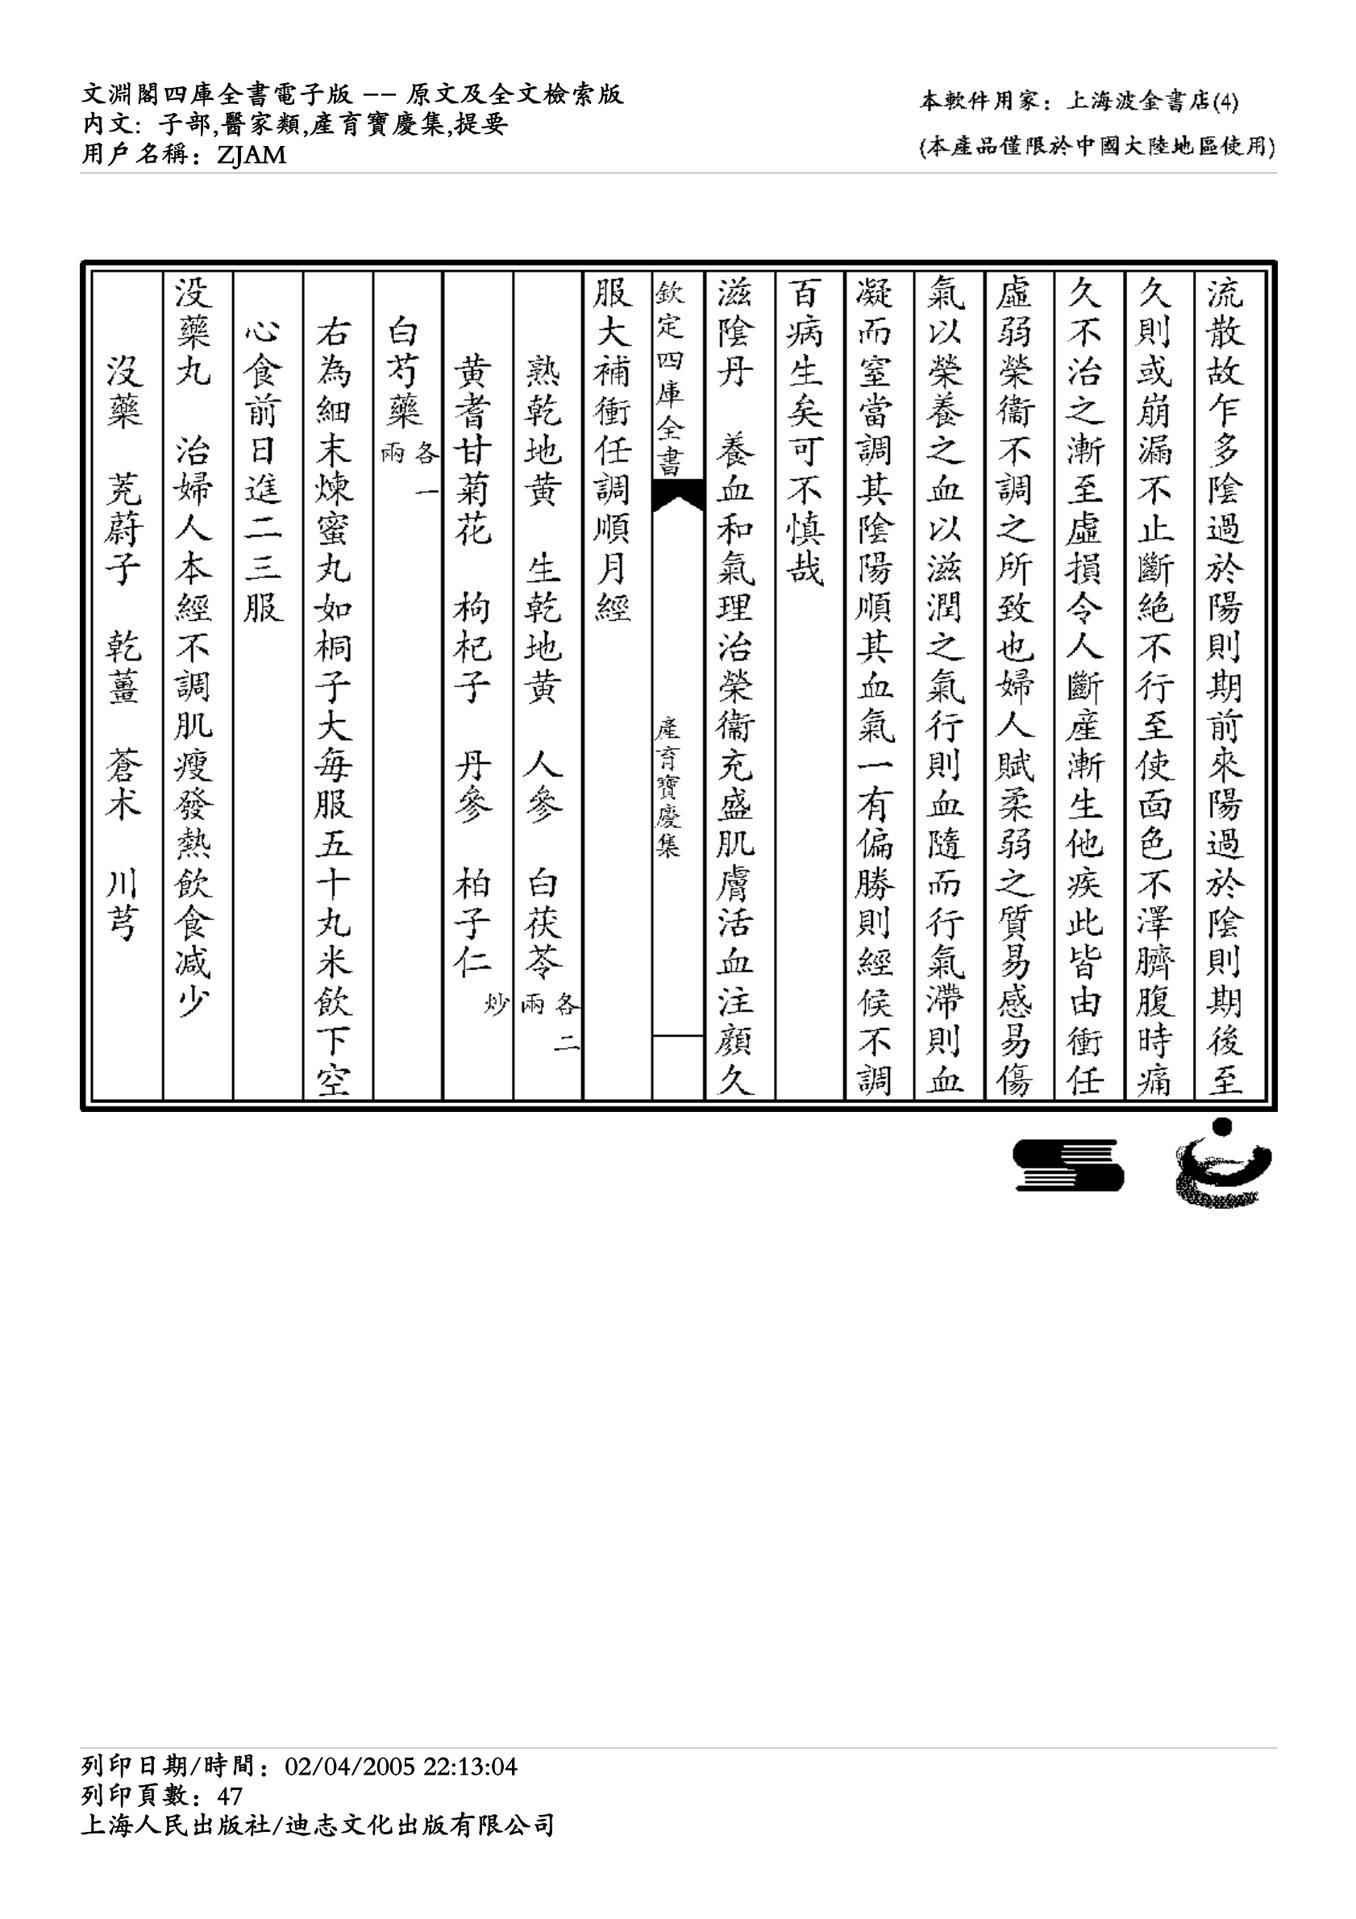 文淵閣四庫全書電子版 -- 原文及全文檢索版
内文: 子部,醫家類,產育寶慶集,提要
用戶名稱: ZJAM
本軟件用家: 上海波金書店(4)
(本產品僅限於中國大陸地區使用)
流散故乍多陰過於陽則期前來陽過於陰則期後至
久則或崩漏不止斷絶不行至使面色不澤臍腹時痛
久不治之漸至虛損令人斷產漸生他疾此皆由衝任
虛弱榮衞不調之所致也婦人賦柔弱之質易感易傷
氣以榮養之血以滋潤之氣行則血隨而行氣滯則血
凝而室當調其陰陽順其血氣一有偏勝則經候不調
百病生矣可不慎哉
滋陰丹 養血和氣理治榮衞充盛肌膚活血注顔久
欽定四庫全書 產育寶慶集
服大補衝任調順月經
熟乾地黄 生乾地黄 人參 白茯苓各二兩
黄耆甘菊花 枸杞子 丹參 柏子仁炒
白芍藥各一兩
右為細末煉蜜丸如桐子大每服五十丸米飲下空
心食前日進二三服
没藥丸 治婦人本經不調肌瘦發熱飲食減少
没藥 茺蔚子 乾薑 蒼术 川芎
列印日期/時間: 02/04/2005 22:13:04
列印頁數: 47
上海人民出版社/迪志文化出版有限公司